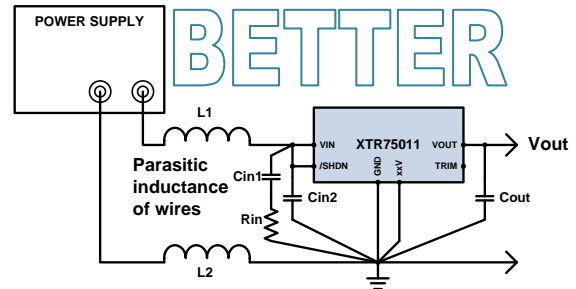 POWER SUPPLY
BETTER
L1
VIN
XTR75011
VOUT
Vout
/SHDN
GND
xxV
TRIM
Parasitic
inductance
of wires
Cin1
Cin2
Cout
Rin
L2